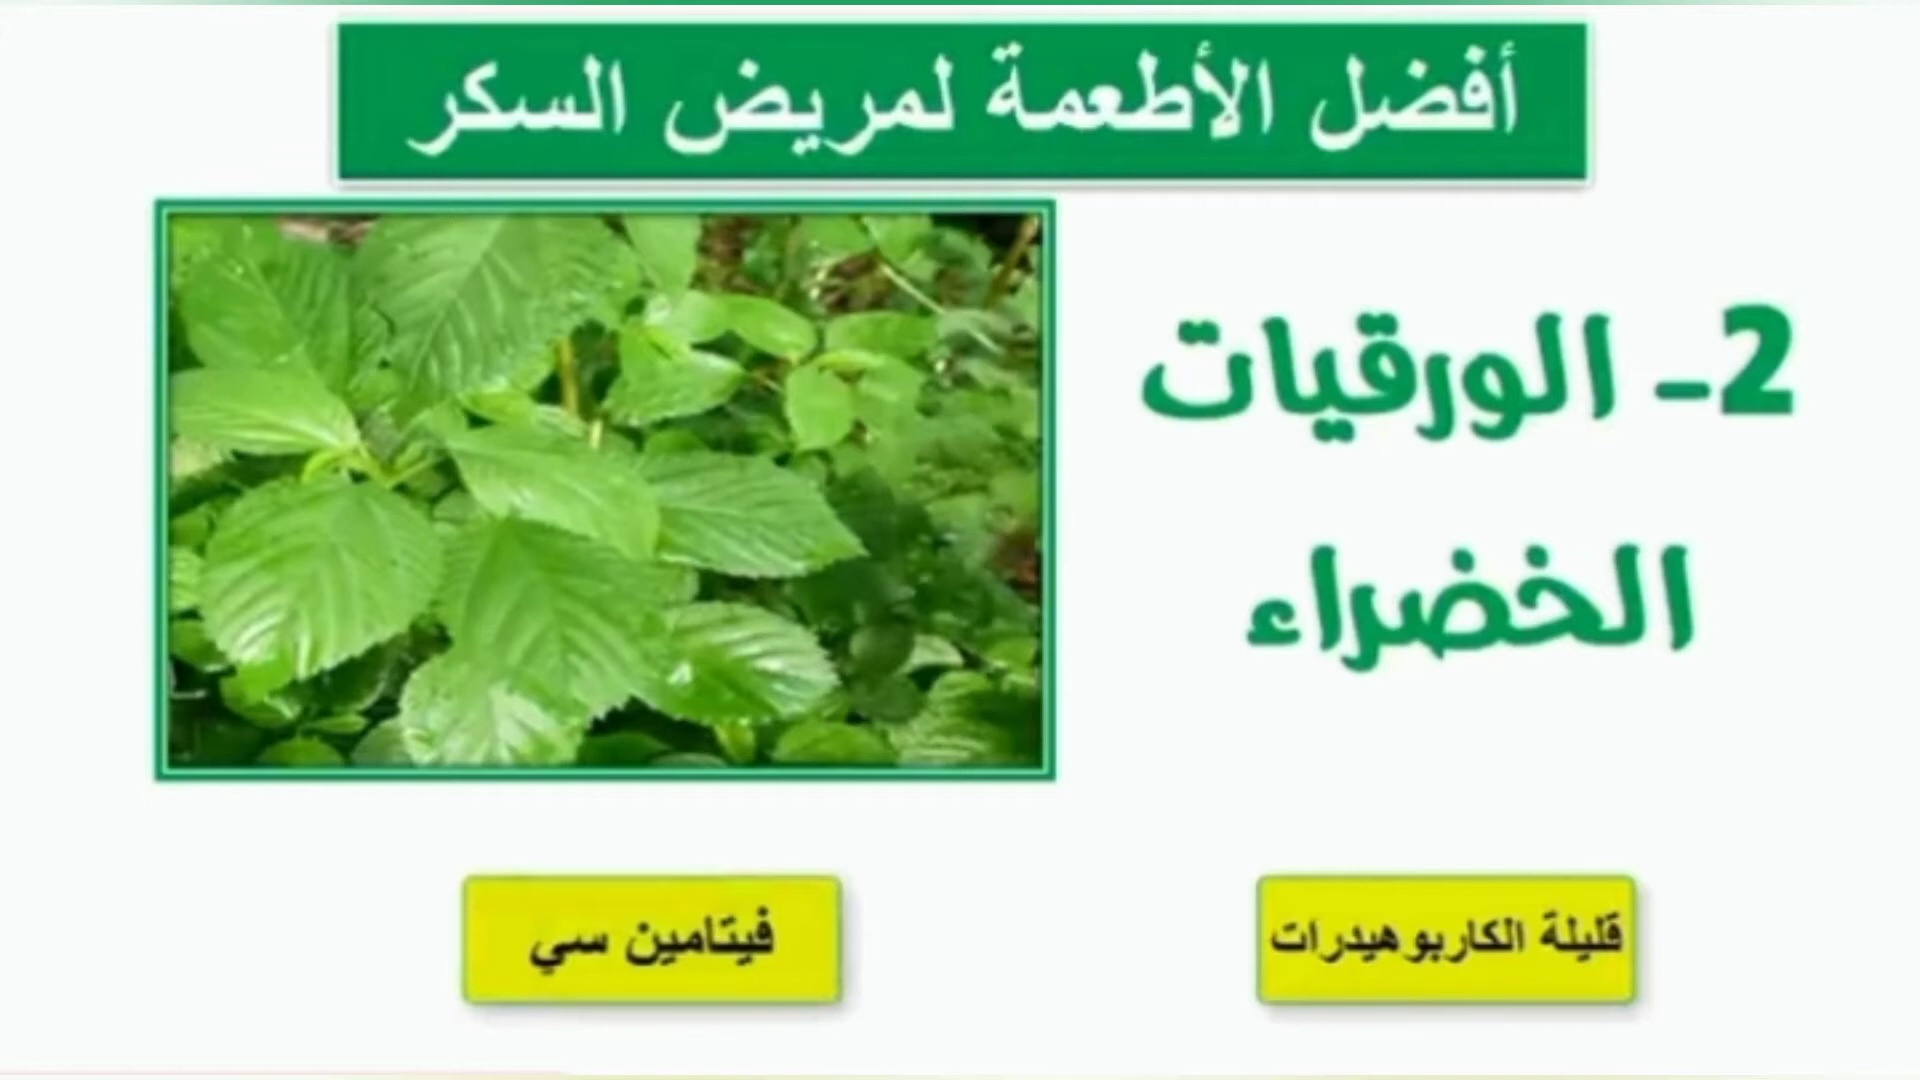 أفضل الأطعمة لمريض السكر
2- الورقيات
الخضراء
قليلة الكاربوهيدرات
فيتامين سي